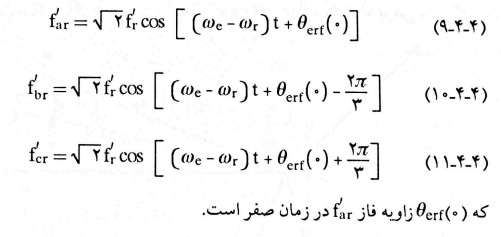 f′ar = √۲ f′r cos [ (ωe − ωr) t + θerf(۰) ] (۹-۴-۴)
f′br = √۲ f′r cos [ (ωe − ωr) t + θerf(۰) − ۲π/۳ ] (۱۰-۴-۴)
f′cr = √۲ f′r cos [ (ωe − ωr) t + θerf(۰) + ۲π/۳ ] (۱۱-۴-۴)
که θerf(۰) زاویه فاز f′ar در زمان صفر است.